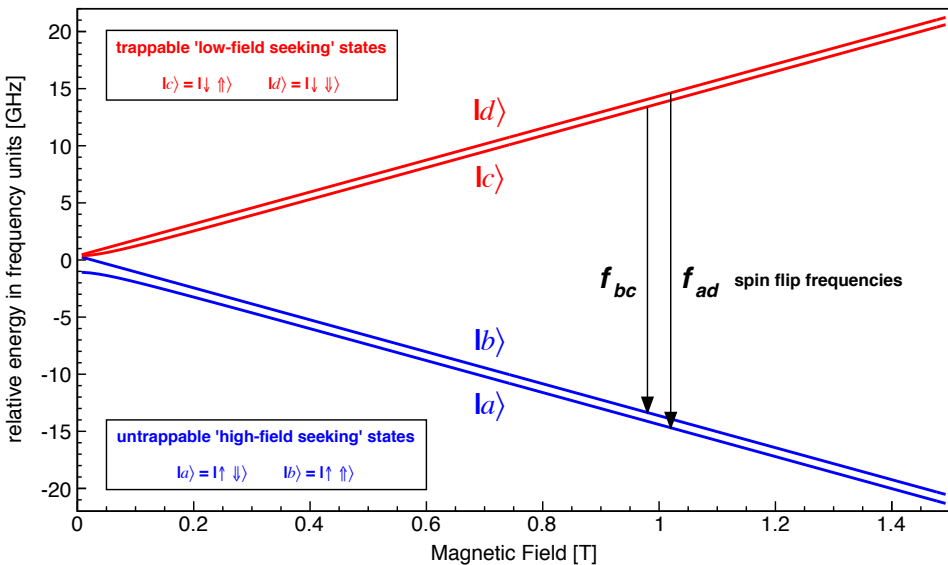 relative energy in frequency units [GHz]
20
15
10
5
0
-5
-10
-15
-20
trappable 'low-field seeking' states
|c⟩ = |↓ ⇑⟩ |d⟩ = |↓ ⇓⟩
|d⟩
|c⟩
f bc
f ad spin flip frequencies
|b⟩
|a⟩
untrappable 'high-field seeking' states
|a⟩ = |↑ ⇓⟩ |b⟩ = |↑ ⇑⟩
0 0.2 0.4 0.6 0.8 1 1.2 1.4
Magnetic Field [T]